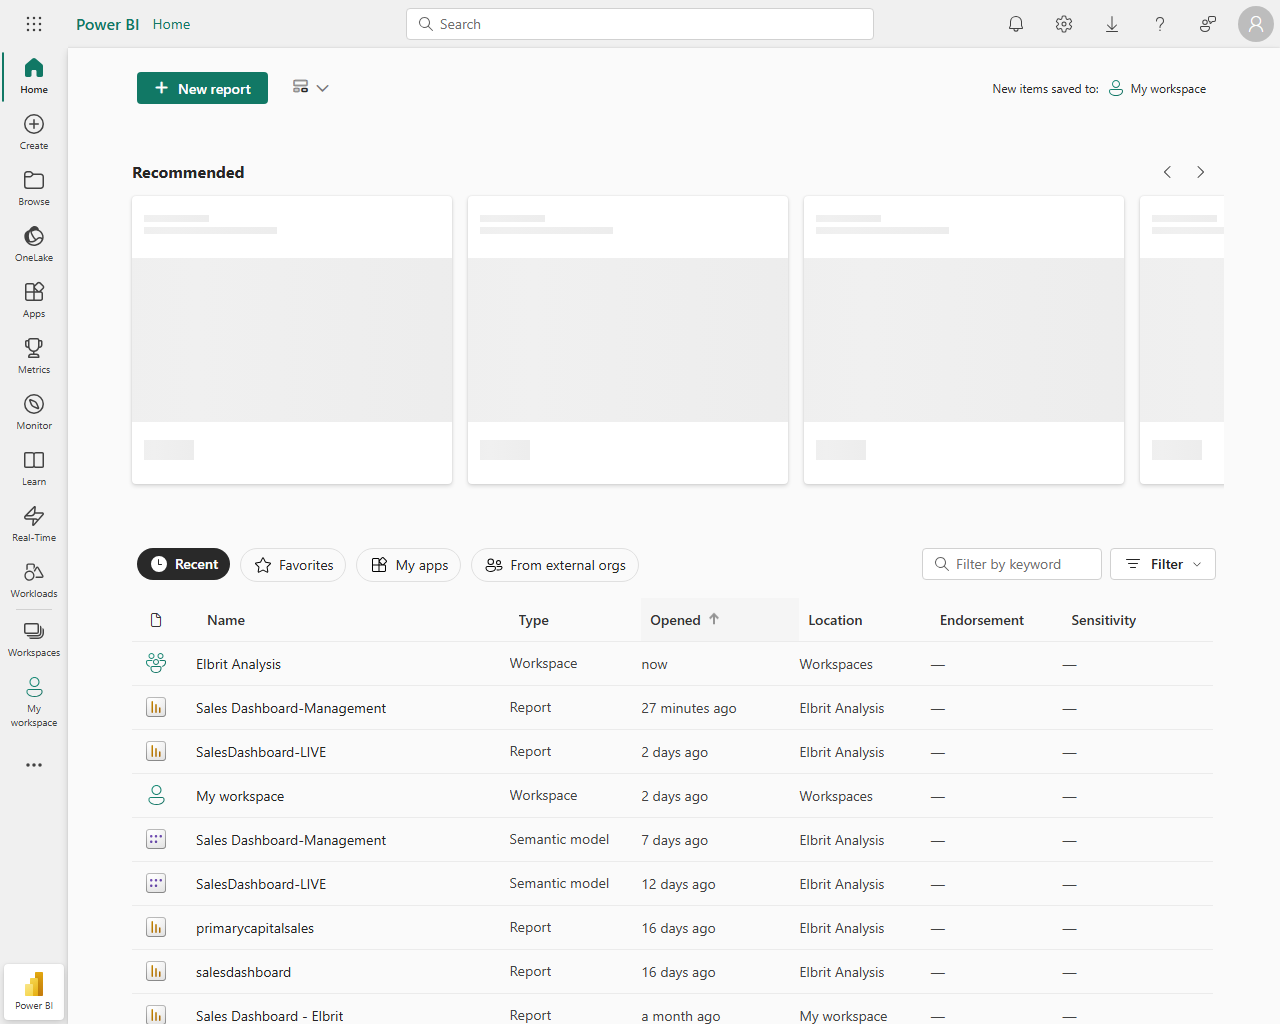 Power BI Home
Search
New report
New items saved to: My workspace
Home
Create
Browse
OneLake
Apps
Metrics
Monitor
Learn
Real-Time
Workloads
Workspaces
My
workspace
Power BI
Recommended
Recent Favorites My apps From external orgs Filter by keyword Filter
Name Type Opened Location Endorsement Sensitivity
Elbrit Analysis Workspace now Workspaces — —
Sales Dashboard-Management Report 27 minutes ago Elbrit Analysis — —
SalesDashboard-LIVE Report 2 days ago Elbrit Analysis — —
My workspace Workspace 2 days ago Workspaces — —
Sales Dashboard-Management Semantic model 7 days ago Elbrit Analysis — —
SalesDashboard-LIVE Semantic model 12 days ago Elbrit Analysis — —
primarycapitalsales Report 16 days ago Elbrit Analysis — —
salesdashboard Report 16 days ago Elbrit Analysis — —
Sales Dashboard - Elbrit Report a month ago My workspace — —